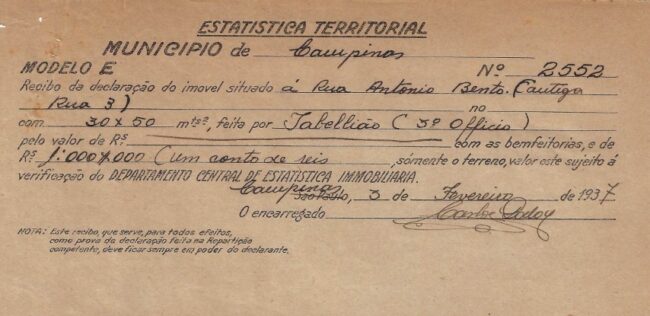 ESTATISTICA TERRITORIAL
MUNICIPIO de Campinas
MODELO E Nº 2552
Recibo da declaração do imovel situado á Rua Antonio Bento. (antiga
Rua 3) no
com 30 x 50 mts², feita por Tabellião (3º Officio)
pelo valor de R$ com as bemfeitorias, e de
R$ 1:000$000 (um conto de reis , sómente o terreno, valor este sujeito á
verificação do DEPARTAMENTO CENTRAL DE ESTATISTICA IMMOBILIARIA.
Campinas São Paulo, 3 de Fevereiro de 1937
O encarregado Carlos
NOTA: Este recibo, que serve, para todos efeitos,
como prova da declaração feita na Repartição
competente, deve ficar sempre em poder do declarante.